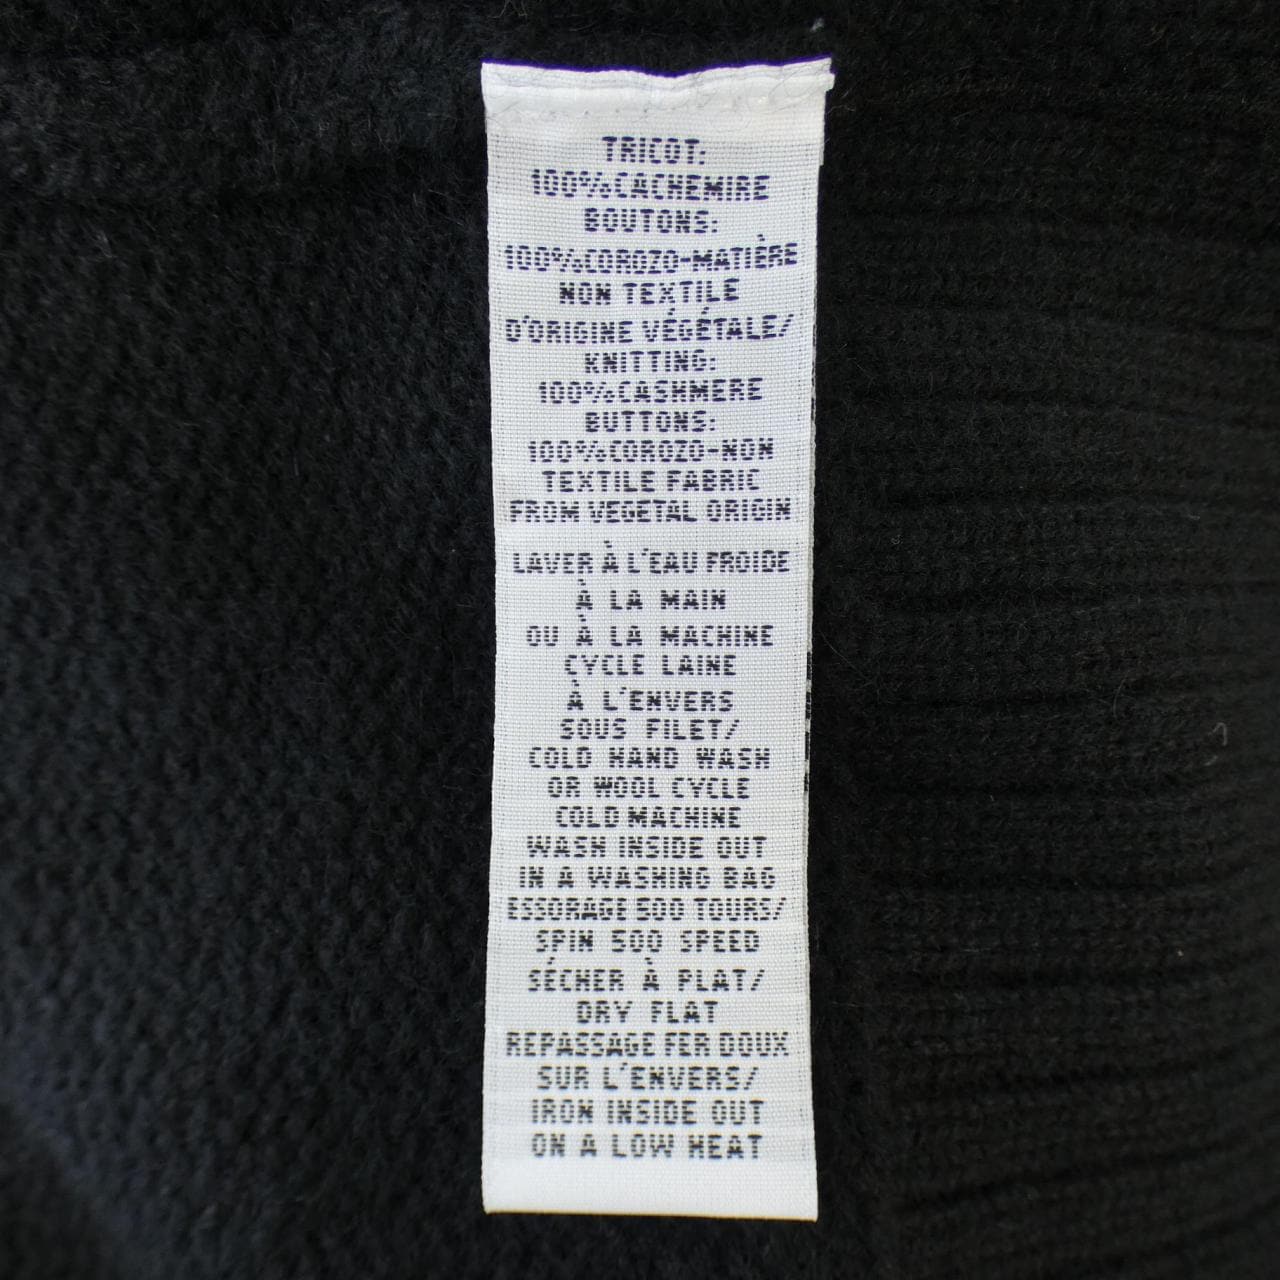 TRICOT:
100%CACHEMIRE
BOUTONS:
100%COROZO-MATIÈRE
NON TEXTILE
D'ORIGINE VÉGÉTALE/
KNITTING:
100%CASHMERE
BUTTONS:
100%COROZO-NON
TEXTILE FABRIC
FROM VEGETAL ORIGIN
LAVER À L'EAU FROIDE
À LA MAIN
OU À LA MACHINE
CYCLE LAINE
À L'ENVERS
SOUS FILET/
COLD HAND WASH
OR WOOL CYCLE
COLD MACHINE
WASH INSIDE OUT
IN A WASHING BAG
ESSORAGE 500 TOURS/
SPIN 500 SPEED
SÉCHER À PLAT/
DRY FLAT
REPASSAGE FER DOUX
SUR L'ENVERS/
IRON INSIDE OUT
ON A LOW HEAT